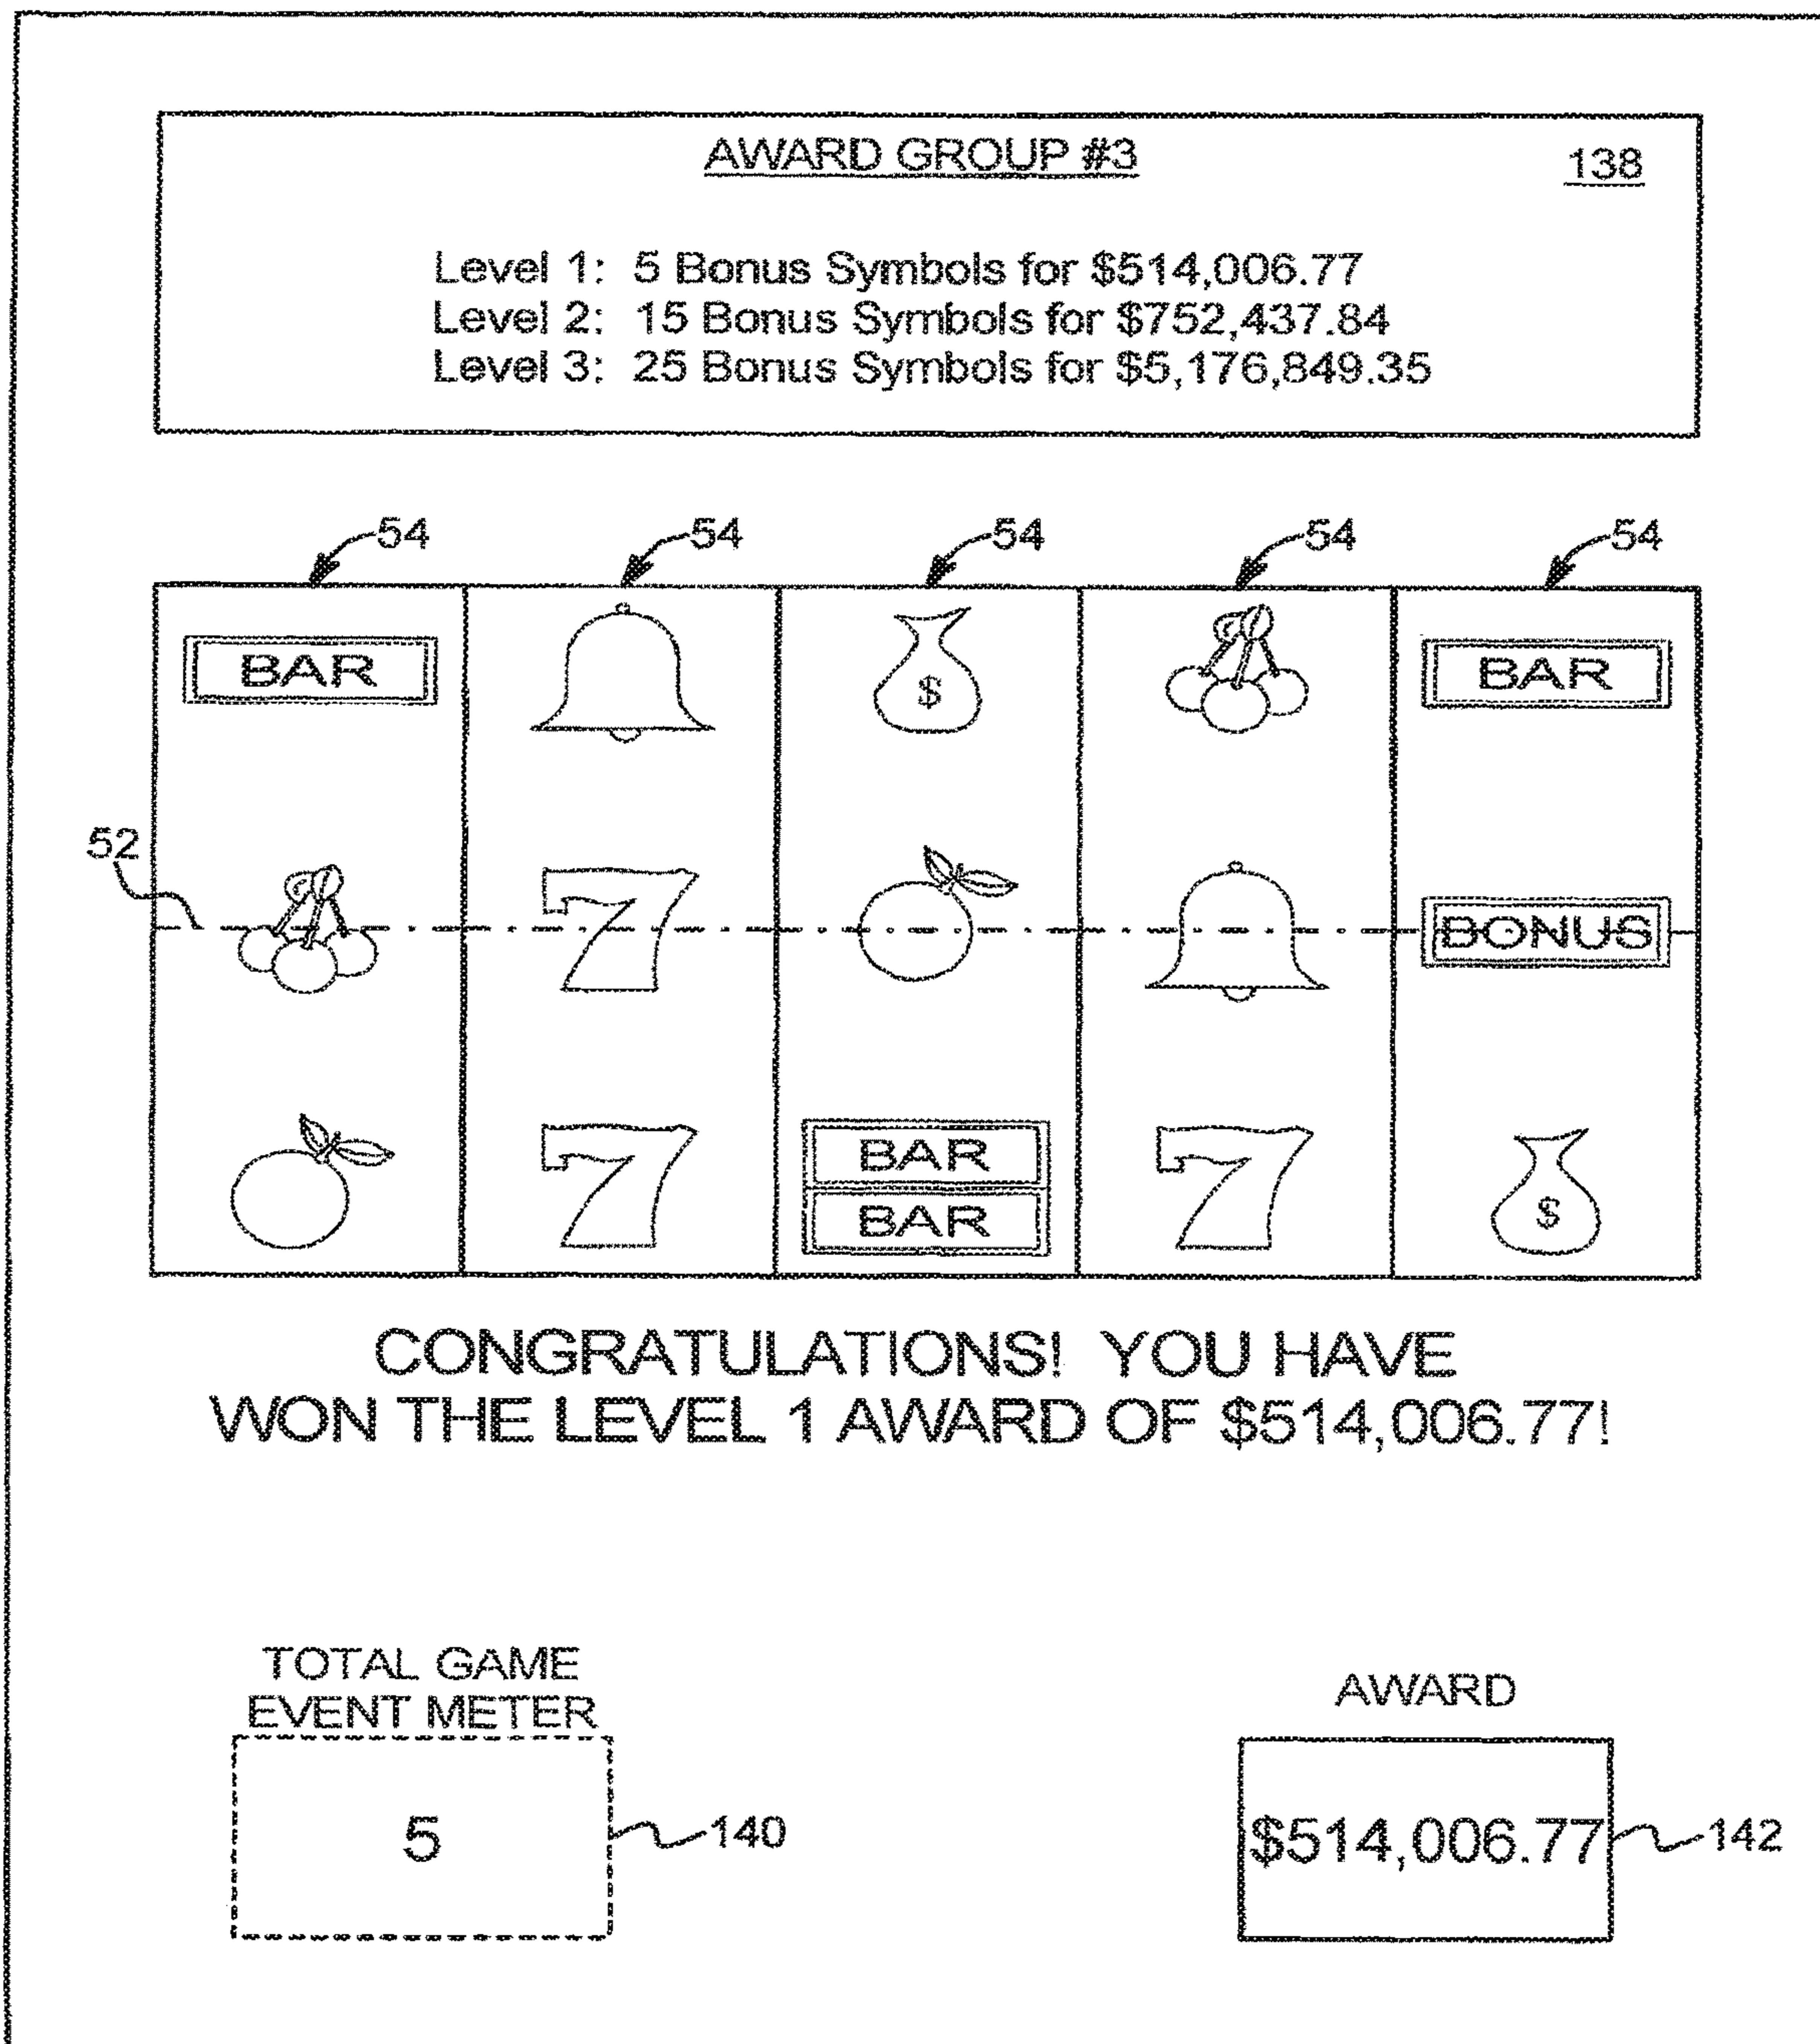 AWARD GROUP #3
138
Level 1: 5 Bonus Symbols for $514,006.77
Level 2: 15 Bonus Symbols for $752,437.84
Level 3: 25 Bonus Symbols for $5,176,849.35
54 54 54 54 54
BAR $ BAR
52
7 BONUS
7 BAR 7 $
BAR
CONGRATULATIONS! YOU HAVE
WON THE LEVEL 1 AWARD OF $514,006.77!
TOTAL GAME
EVENT METER
5
140
AWARD
$514,006.77
142